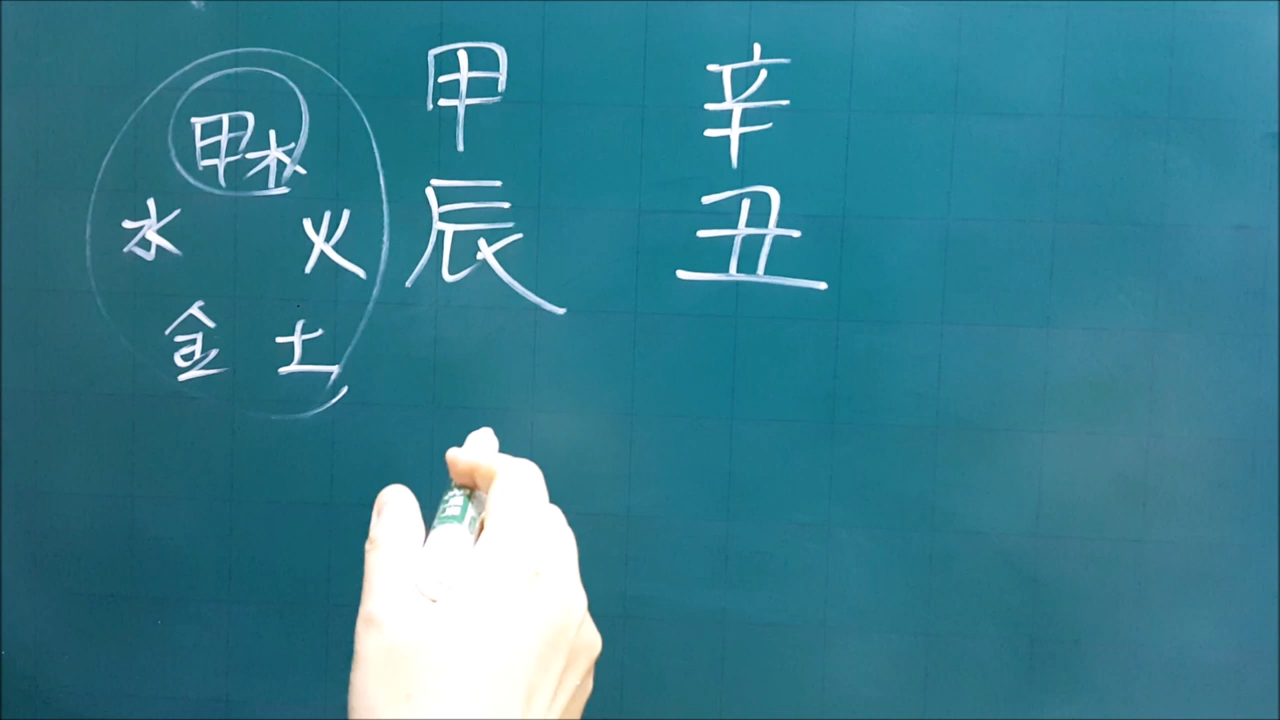 甲木
水 火
金 土
甲 辛
辰 丑